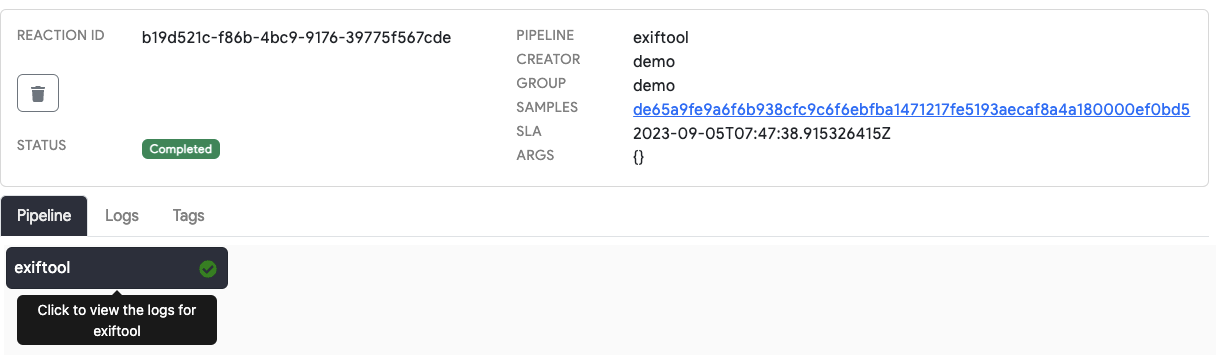 REACTION ID b19d521c-f86b-4bc9-9176-39775f567cde
STATUS Completed
PIPELINE exiftool
CREATOR demo
GROUP demo
SAMPLES de65a9fe9a6f6b938cfc9c6f6ebfba1471217fe5193aecaf8a4a180000ef0bd5
SLA 2023-09-05T07:47:38.915326415Z
ARGS {}
Pipeline Logs Tags
exiftool
Click to view the logs for
exiftool